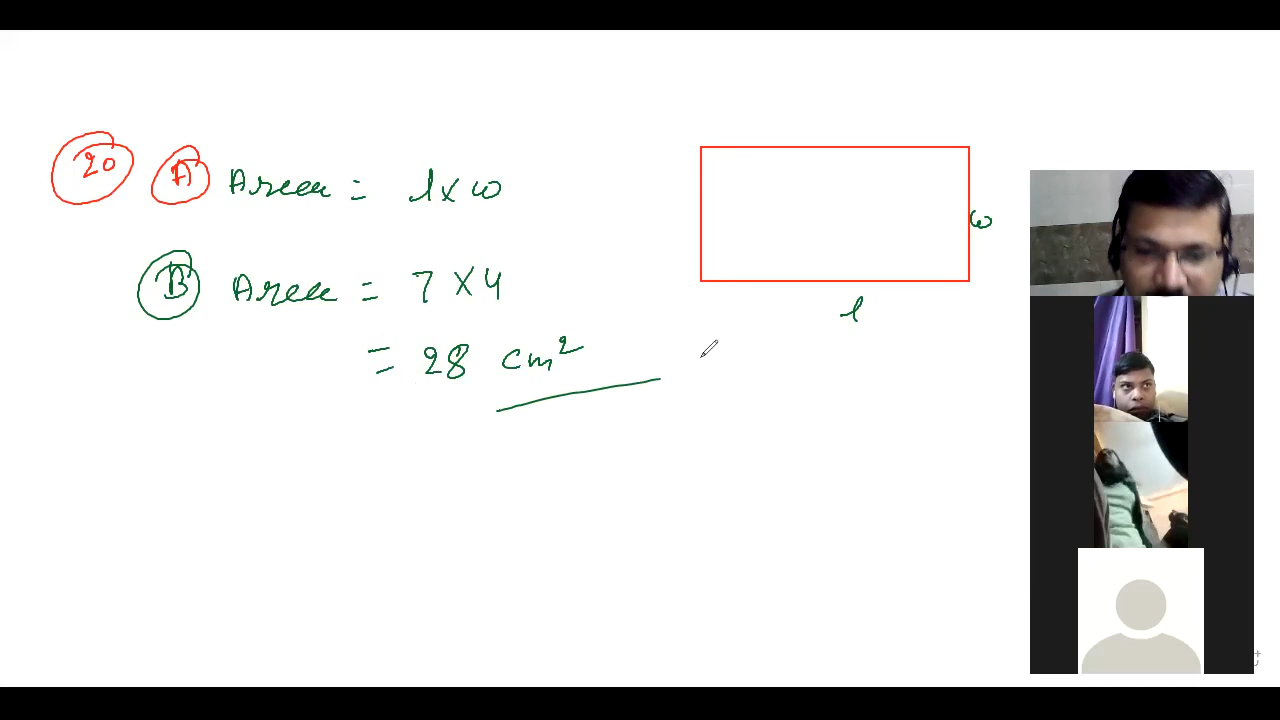 20 A Area = l x w
B Area = 7 x 4
= 28 cm²
w
l